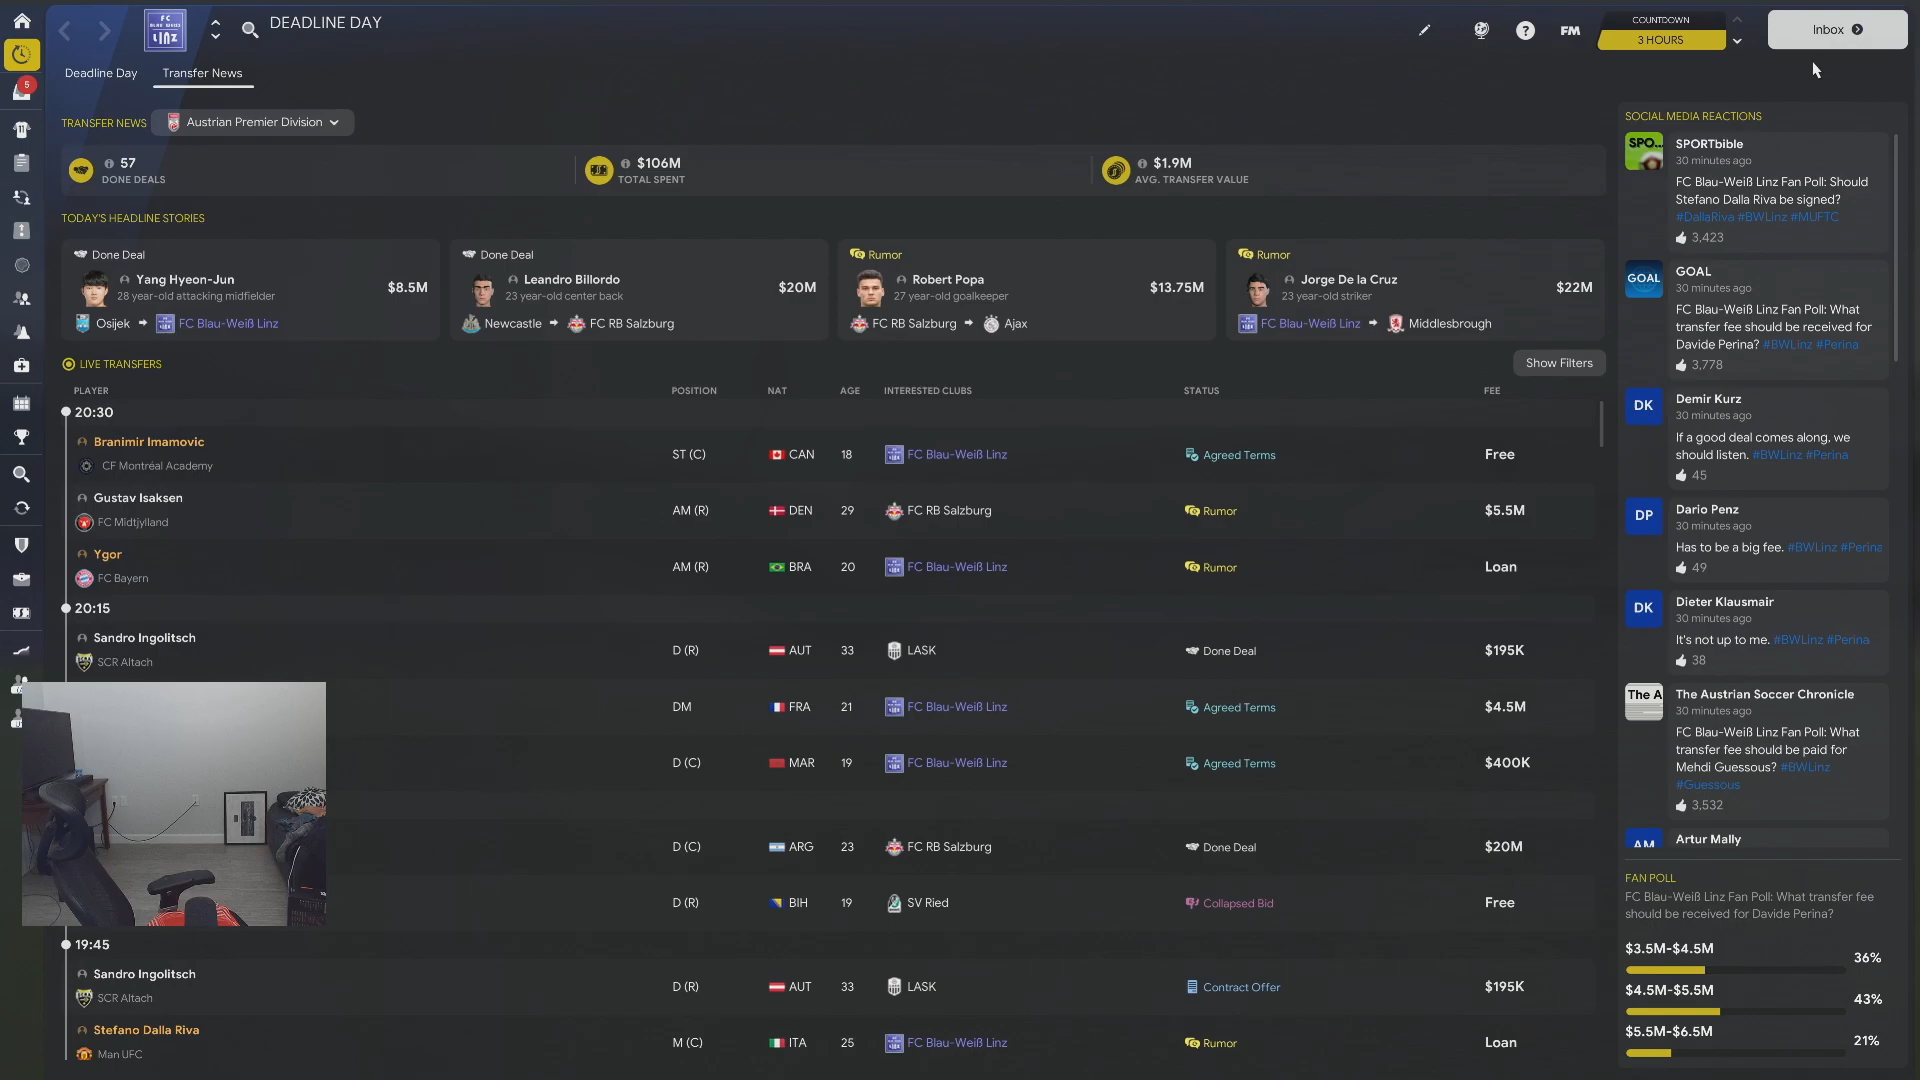 FC
BLAU WEISS
LINZ
DEADLINE DAY
FM
COUNTDOWN
3 HOURS
Inbox
5
Deadline Day
Transfer News
TRANSFER NEWS
Austrian Premier Division
57
DONE DEALS
$106M
TOTAL SPENT
$1.9M
AVG. TRANSFER VALUE
TODAY'S HEADLINE STORIES
Done Deal
Yang Hyeon-Jun
28 year-old attacking midfielder
$8.5M
Osijek
FC Blau-Weiß Linz
Done Deal
Leandro Billordo
23 year-old center back
$20M
Newcastle
FC RB Salzburg
Rumor
Robert Popa
27 year-old goalkeeper
$13.75M
FC RB Salzburg
Ajax
Rumor
Jorge De la Cruz
23 year-old striker
$22M
FC Blau-Weiß Linz
Middlesbrough
LIVE TRANSFERS
Show Filters
PLAYER POSITION NAT AGE INTERESTED CLUBS STATUS FEE
20:30
Branimir Imamovic
CF Montréal Academy
ST (C) CAN 18 FC Blau-Weiß Linz Agreed Terms Free
Gustav Isaksen
FC Midtjylland
AM (R) DEN 29 FC RB Salzburg Rumor $5.5M
Ygor
FC Bayern
AM (R) BRA 20 FC Blau-Weiß Linz Rumor Loan
20:15
Sandro Ingolitsch
SCR Altach
D (R) AUT 33 LASK Done Deal $195K
DM FRA 21 FC Blau-Weiß Linz Agreed Terms $4.5M
D (C) MAR 19 FC Blau-Weiß Linz Agreed Terms $400K
D (C) ARG 23 FC RB Salzburg Done Deal $20M
D (R) BIH 19 SV Ried Collapsed Bid Free
19:45
Sandro Ingolitsch
SCR Altach
D (R) AUT 33 LASK Contract Offer $195K
Stefano Dalla Riva
Man UFC
M (C) ITA 25 FC Blau-Weiß Linz Rumor Loan
SOCIAL MEDIA REACTIONS
SPO...
SPORTbible
30 minutes ago
FC Blau-Weiß Linz Fan Poll: Should
Stefano Dalla Riva be signed?
#DallaRiva #BWLinz #MUFTC
3,423
GOAL
GOAL
30 minutes ago
FC Blau-Weiß Linz Fan Poll: What
transfer fee should be received for
Davide Perina? #BWLinz #Perina
3,778
DK
Demir Kurz
30 minutes ago
If a good deal comes along, we
should listen. #BWLinz #Perina
45
DP
Dario Penz
30 minutes ago
Has to be a big fee. #BWLinz #Perina
49
DK
Dieter Klausmair
30 minutes ago
It's not up to me. #BWLinz #Perina
38
The A
The Austrian Soccer Chronicle
30 minutes ago
FC Blau-Weiß Linz Fan Poll: What
transfer fee should be paid for
Mehdi Guessous? #BWLinz
#Guessous
3,532
AM
Artur Mally
FAN POLL
FC Blau-Weiß Linz Fan Poll: What transfer fee
should be received for Davide Perina?
$3.5M-$4.5M
36%
$4.5M-$5.5M
43%
$5.5M-$6.5M
21%